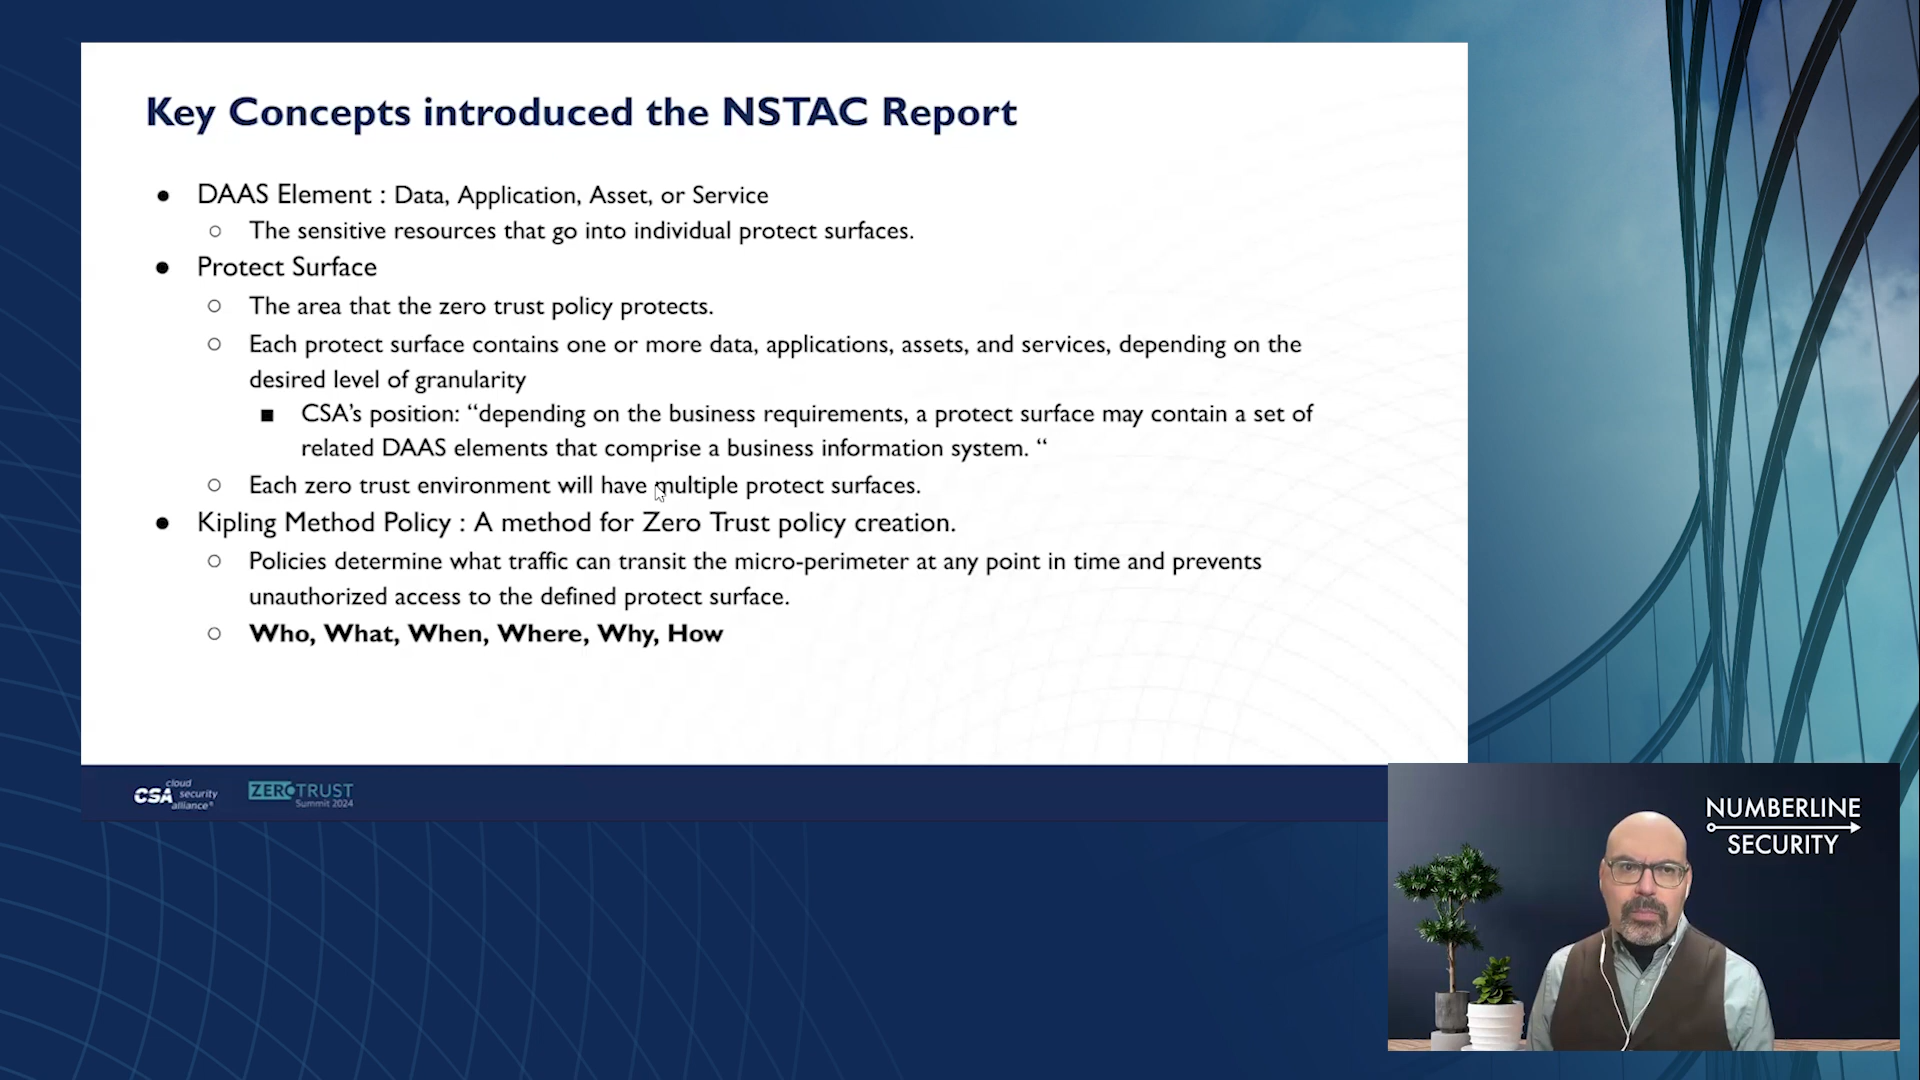 Key Concepts introduced the NSTAC Report
● DAAS Element : Data, Application, Asset, or Service
○ The sensitive resources that go into individual protect surfaces.
● Protect Surface
○ The area that the zero trust policy protects.
○ Each protect surface contains one or more data, applications, assets, and services, depending on the
desired level of granularity
■ CSA’s position: “depending on the business requirements, a protect surface may contain a set of
related DAAS elements that comprise a business information system. “
○ Each zero trust environment will have multiple protect surfaces.
● Kipling Method Policy : A method for Zero Trust policy creation.
○ Policies determine what traffic can transit the micro-perimeter at any point in time and prevents
unauthorized access to the defined protect surface.
○ Who, What, When, Where, Why, How
CSA cloud
security
alliance®
ZEROTRUST
Summit 2024
NUMBERLINE
SECURITY